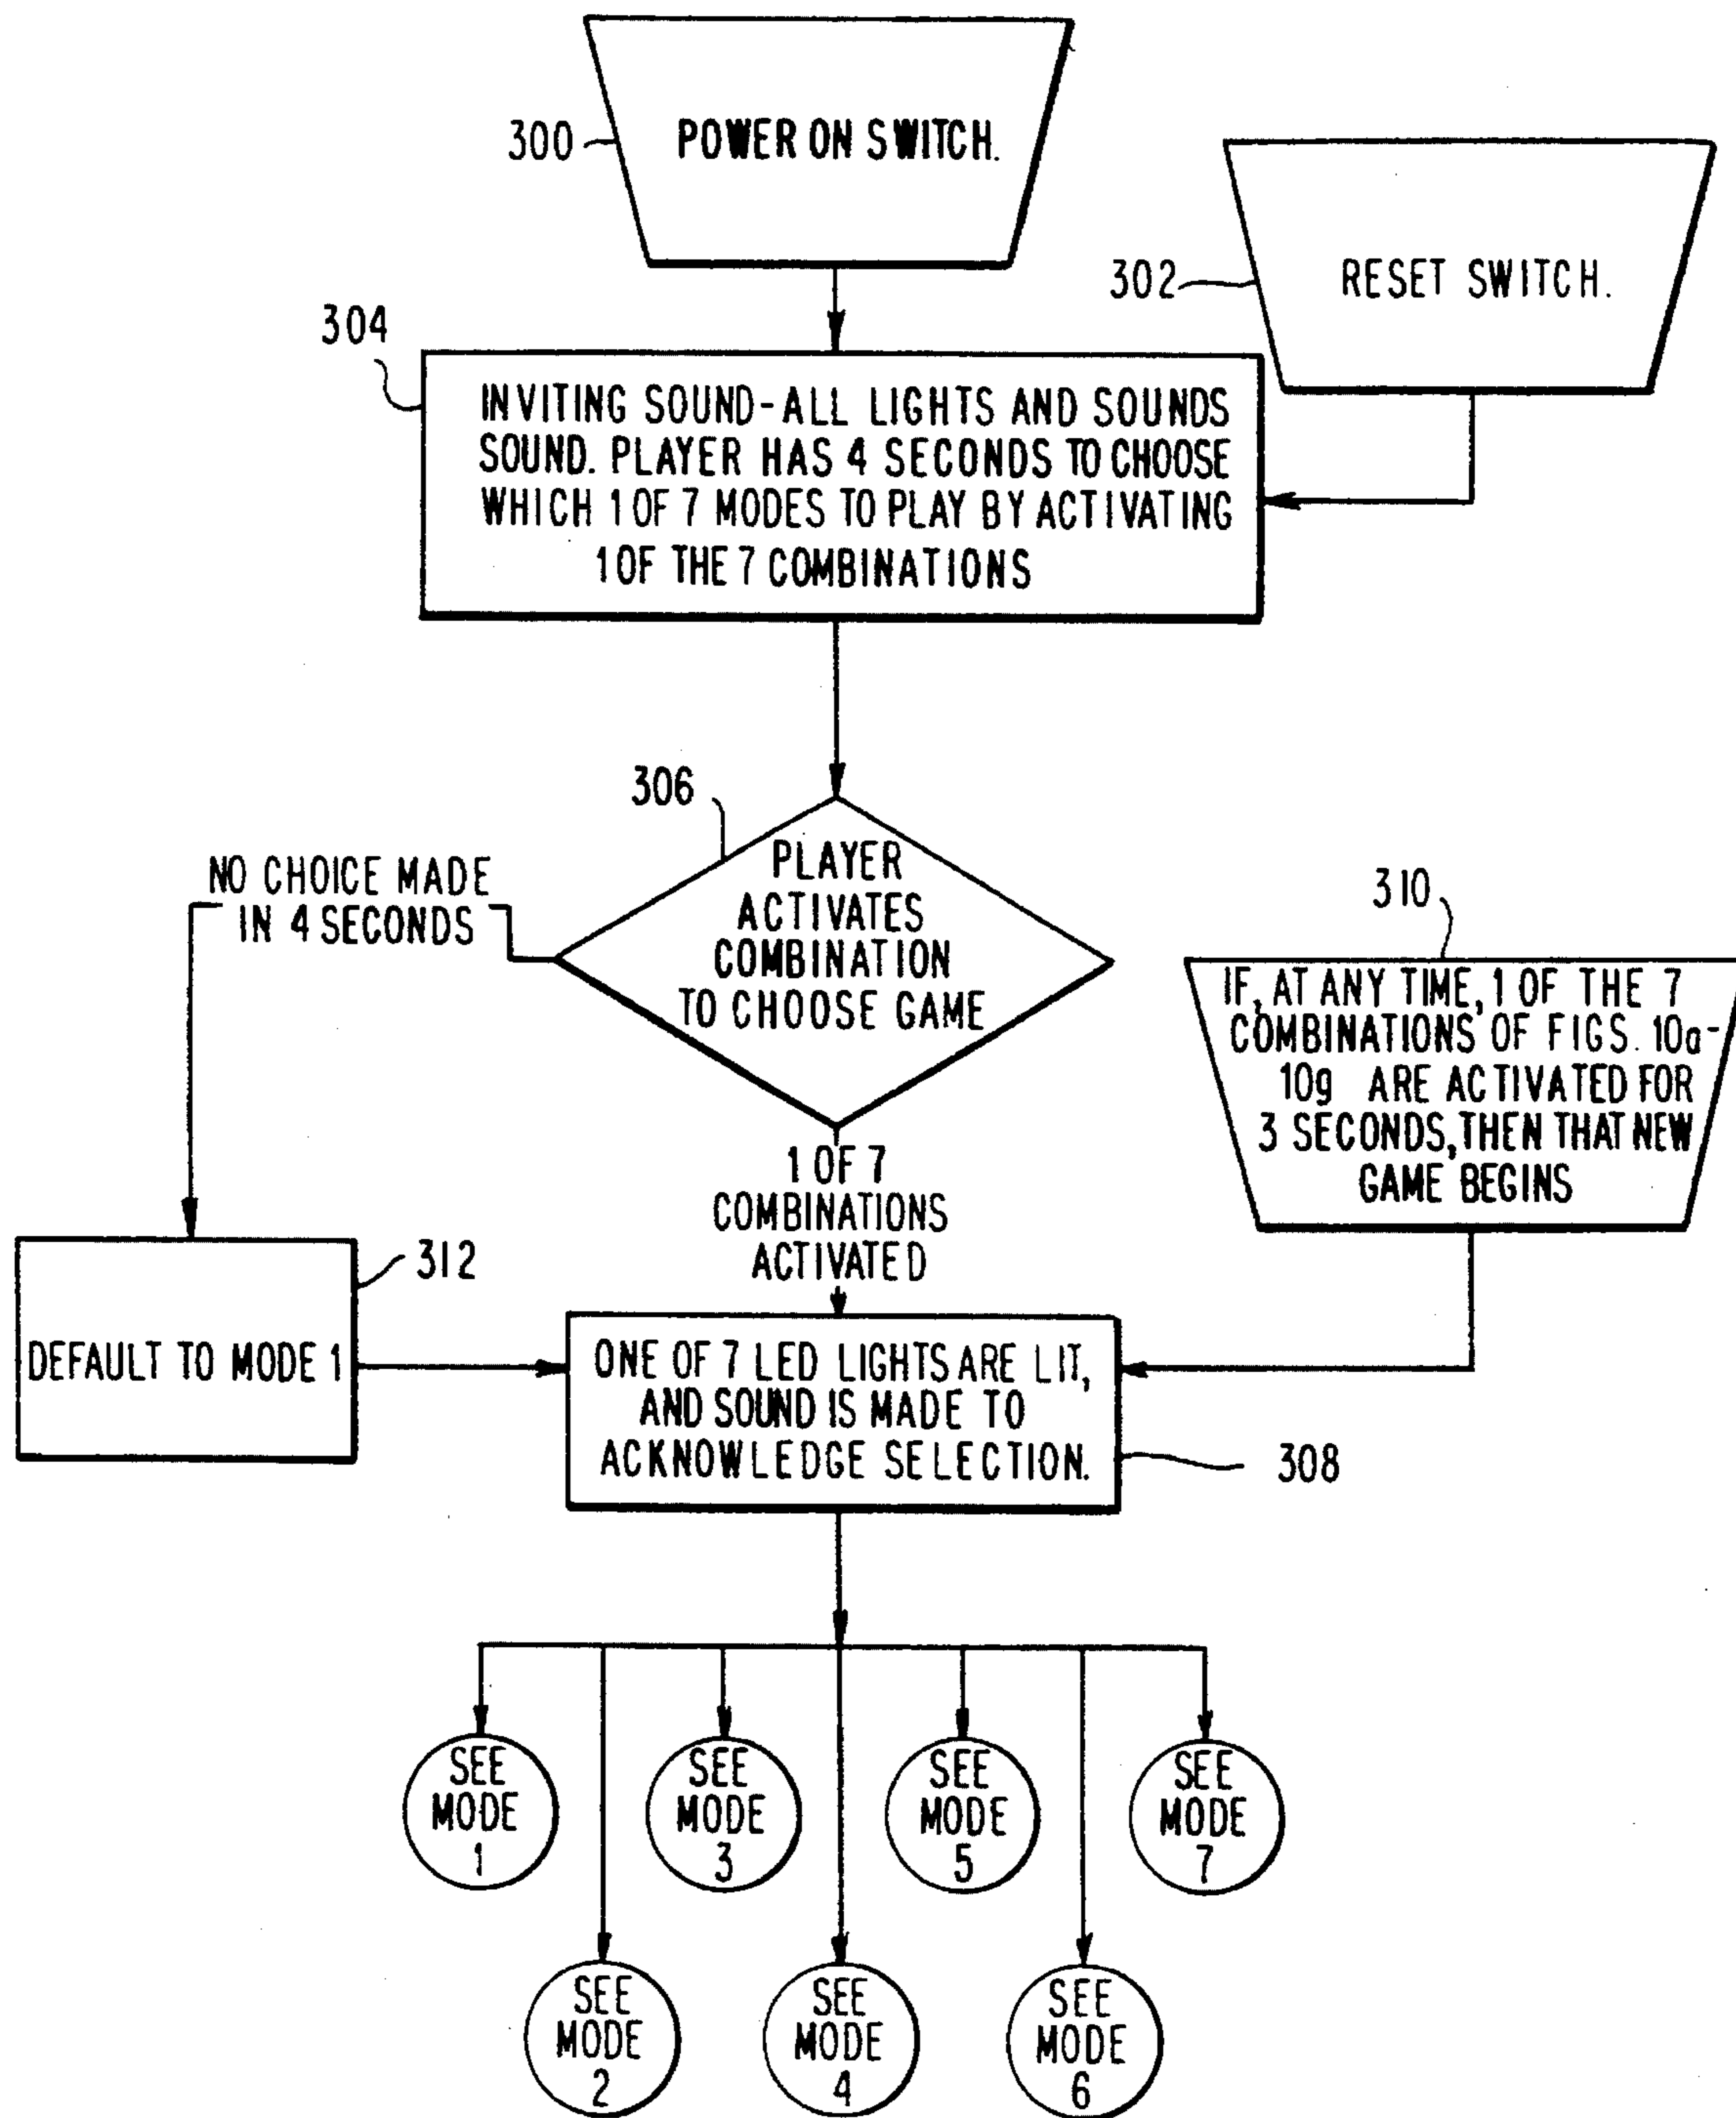 300
POWER ON SWITCH.
302
RESET SWITCH.
304
INVITING SOUND-ALL LIGHTS AND SOUNDS
SOUND. PLAYER HAS 4 SECONDS TO CHOOSE
WHICH 1 OF 7 MODES TO PLAY BY ACTIVATING
1 OF THE 7 COMBINATIONS
306
PLAYER
ACTIVATES
COMBINATION
TO CHOOSE GAME
NO CHOICE MADE
IN 4 SECONDS
310
IF, AT ANY TIME, 1 OF THE 7
COMBINATIONS, OF FIGS. 10a-
10g ARE ACTIVATED FOR
3 SECONDS, THEN THAT NEW
GAME BEGINS
1 OF 7
COMBINATIONS
ACTIVATED
312
DEFAULT TO MODE 1
ONE OF 7 LED LIGHTS ARE LIT,
AND SOUND IS MADE TO
ACKNOWLEDGE SELECTION.
308
SEE
MODE
1
SEE
MODE
3
SEE
MODE
5
SEE
MODE
7
SEE
MODE
2
SEE
MODE
4
SEE
MODE
6